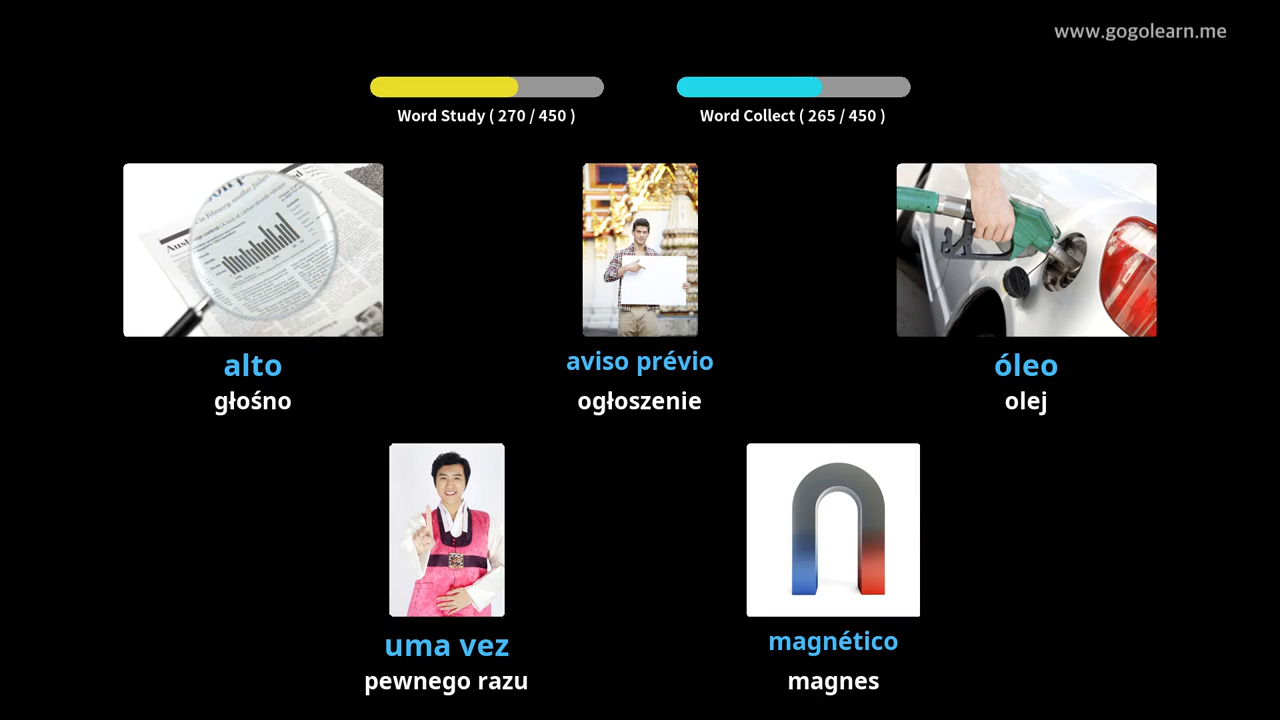 www.gogolearn.me
Word Study ( 270 / 450 )
Word Collect ( 265 / 450 )
alto
głośno
aviso prévio
ogłoszenie
óleo
olej
uma vez
pewnego razu
magnético
magnes